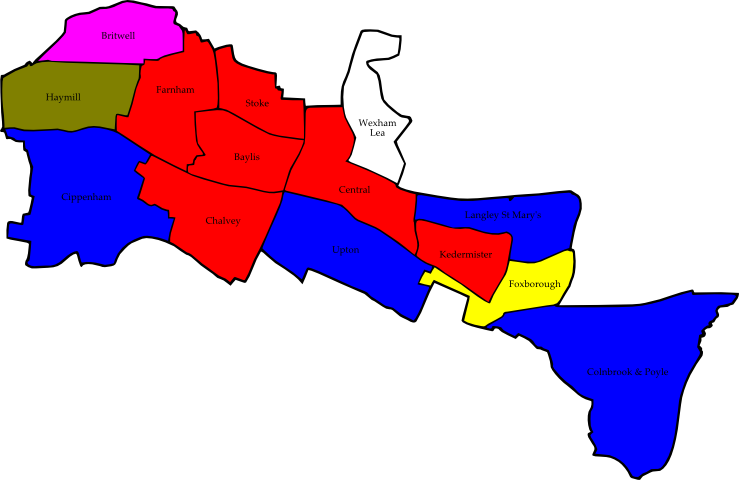 Britwell
Haymill
Farnham
Stoke
Wexham
Lea
Baylis
Cippenham
Central
Chalvey
Langley St Mary's
Upton
Kedermister
Foxborough
Colnbrook & Poyle